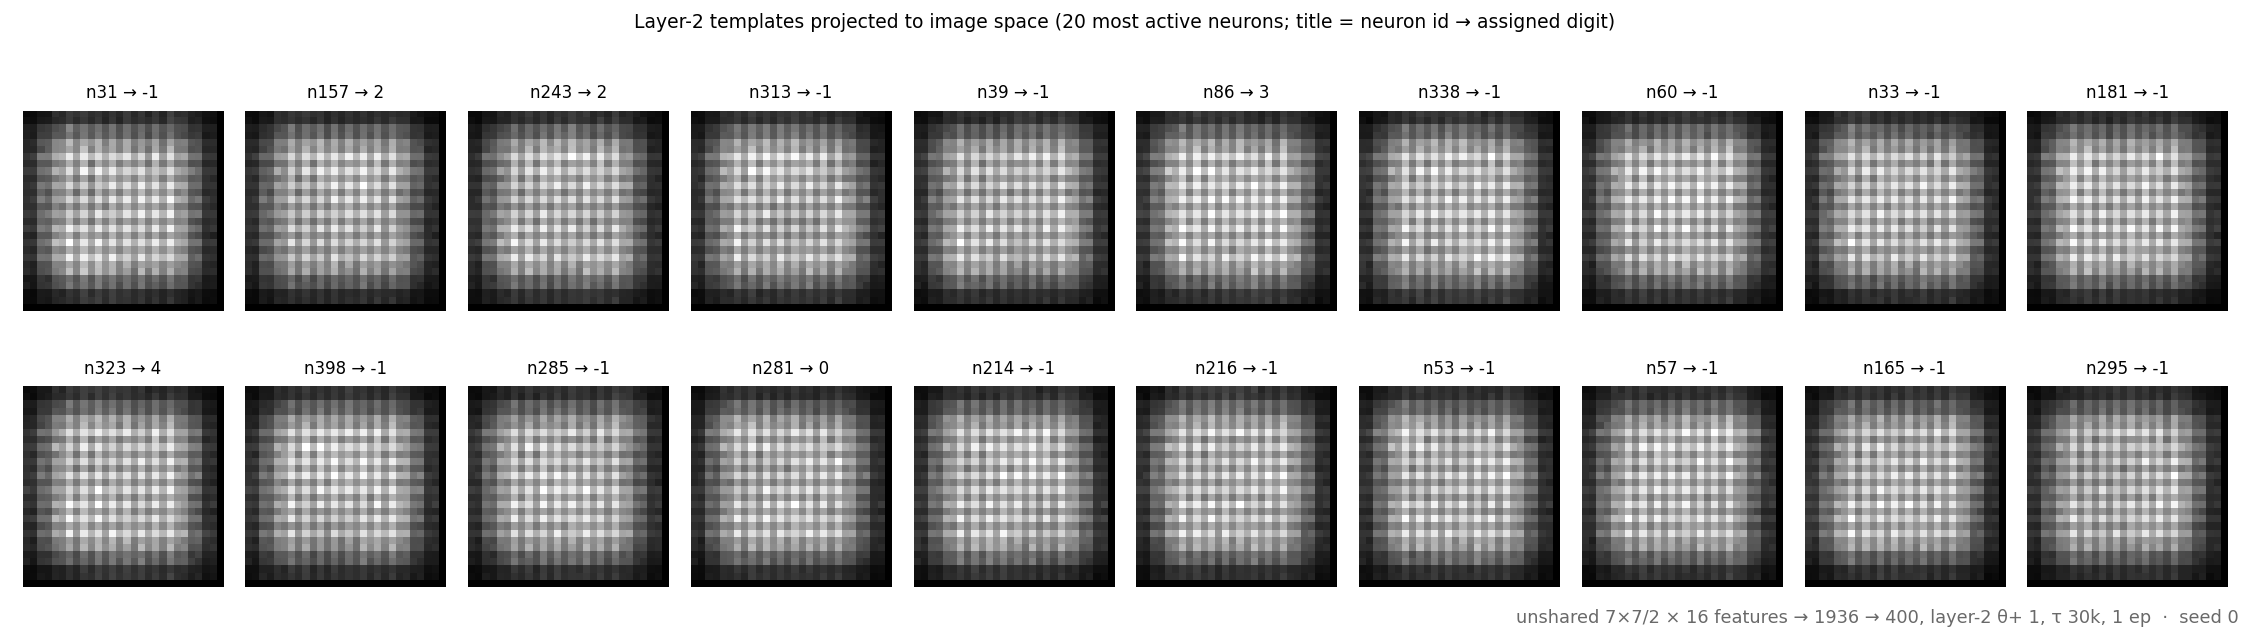 Layer-2 templates projected to image space (20 most active neurons; title = neuron id → assigned digit)
n31 → -1 n157 → 2 n243 → 2 n313 → -1 n39 → -1 n86 → 3 n338 → -1 n60 → -1 n33 → -1 n181 → -1
n323 → 4 n398 → -1 n285 → -1 n281 → 0 n214 → -1 n216 → -1 n53 → -1 n57 → -1 n165 → -1 n295 → -1
unshared 7×7/2 × 16 features → 1936 → 400, layer-2 θ+ 1, τ 30k, 1 ep · seed 0